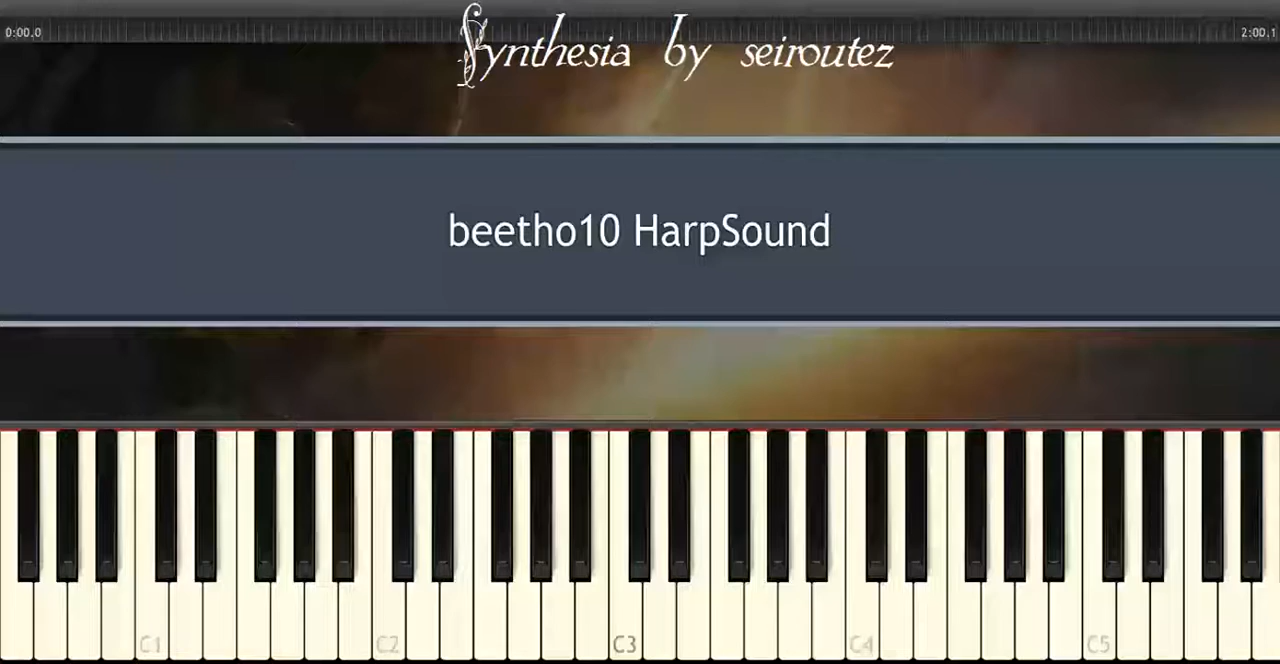 0:00.0
2:00.1
Synthesia by seiroutez
beetho10 HarpSound
C1 C2 C3 C4 C5